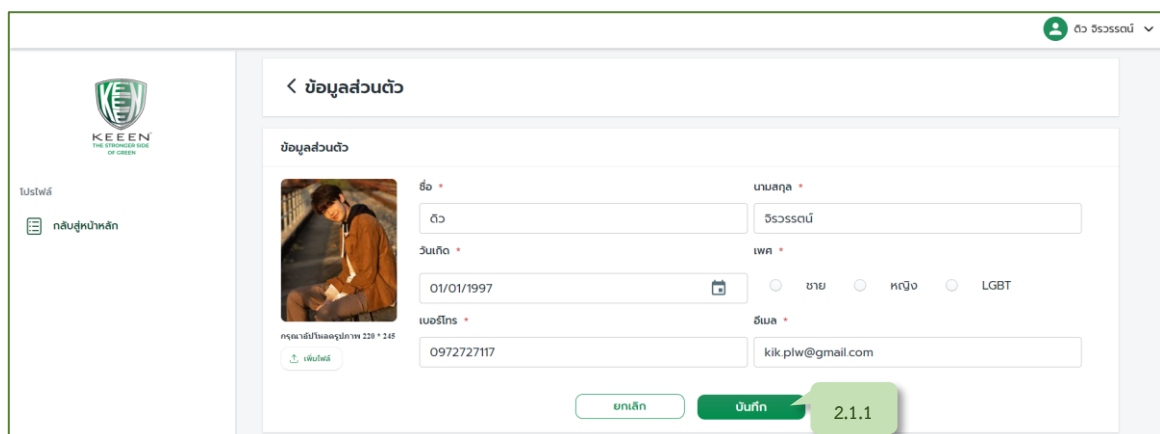 ดิว จิรวรรตน์
KEEEN
THE STRONGER SIDE
OF GREEN
โปรไฟล์
กลับสู่หน้าหลัก
ข้อมูลส่วนตัว
ข้อมูลส่วนตัว
ชื่อ * นามสกุล *
ดิว จิรวรรตน์
วันเกิด * เพศ *
01/01/1997 ชาย หญิง LGBT
เบอร์โทร * อีเมล *
0972727117 kik.plw@gmail.com
กรุณาอัปโหลดรูปภาพ 220 * 245
เพิ่มไฟล์
ยกเลิก บันทึก 2.1.1